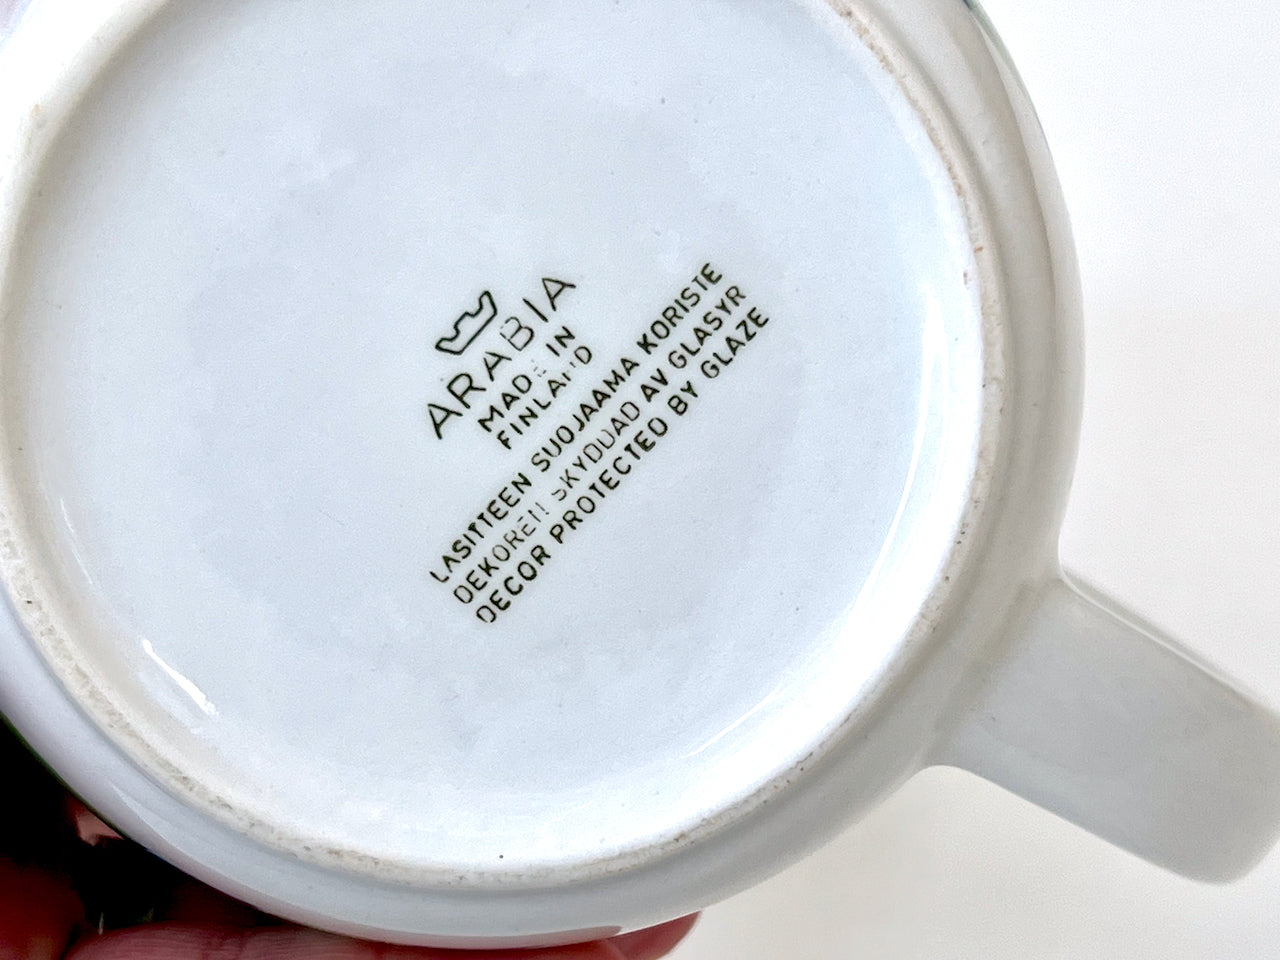 ARABIA
MADE IN
FINLAND
LASITTEEN SUOJAAMA KORISTE
DEKOREN SKYDDAD AV GLASYR
DECOR PROTECTED BY GLAZE